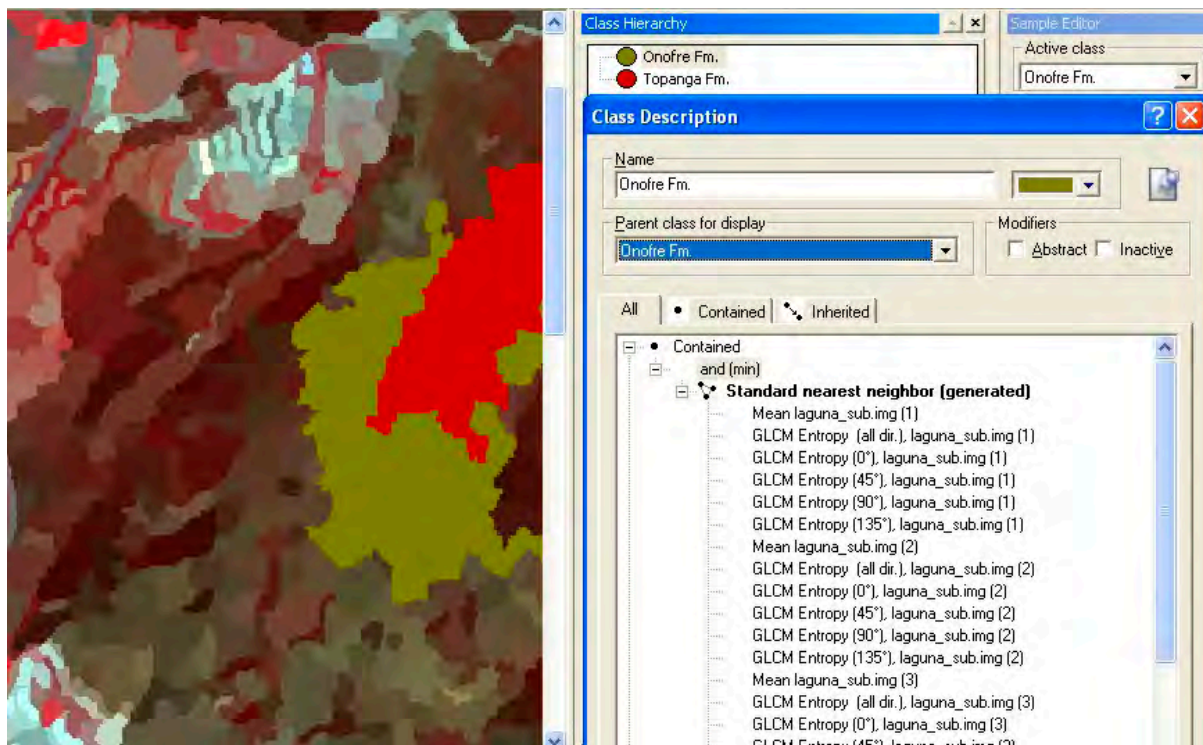 Class Hierarchy
Onofre Fm.
Topanga Fm.
Sample Editor
Active class
Onofre Fm.
Class Description
Name
Onofre Fm.
Parent class for display
Onofre Fm.
Modifiers
Abstract Inactive
All Contained Inherited
Contained
and (min)
Standard nearest neighbor (generated)
Mean laguna_sub.img (1)
GLCM Entropy (all dir.), laguna_sub.img (1)
GLCM Entropy (0°), laguna_sub.img (1)
GLCM Entropy (45°), laguna_sub.img (1)
GLCM Entropy (90°), laguna_sub.img (1)
GLCM Entropy (135°), laguna_sub.img (1)
Mean laguna_sub.img (2)
GLCM Entropy (all dir.), laguna_sub.img (2)
GLCM Entropy (0°), laguna_sub.img (2)
GLCM Entropy (45°), laguna_sub.img (2)
GLCM Entropy (90°), laguna_sub.img (2)
GLCM Entropy (135°), laguna_sub.img (2)
Mean laguna_sub.img (3)
GLCM Entropy (all dir.), laguna_sub.img (3)
GLCM Entropy (0°), laguna_sub.img (3)
GLCM Entropy (45°), laguna_sub.img (3)